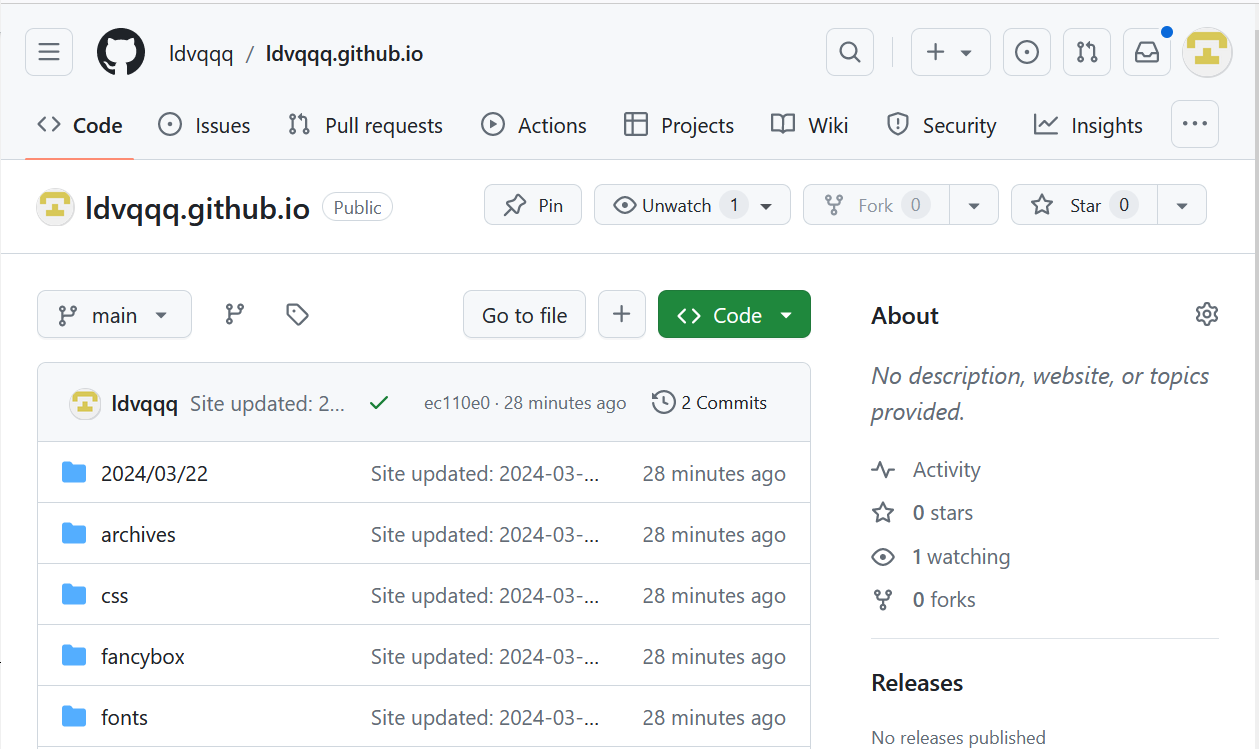 ldvqqq / ldvqqq.github.io
Code Issues Pull requests Actions Projects Wiki Security Insights
ldvqqq.github.io Public Pin Unwatch 1 Fork 0 Star 0
main Go to file Code
ldvqqq Site updated: 2... ec110e0 · 28 minutes ago 2 Commits
2024/03/22 Site updated: 2024-03-... 28 minutes ago
archives Site updated: 2024-03-... 28 minutes ago
css Site updated: 2024-03-... 28 minutes ago
fancybox Site updated: 2024-03-... 28 minutes ago
fonts Site updated: 2024-03-... 28 minutes ago
About
No description, website, or topics
provided.
Activity
0 stars
1 watching
0 forks
Releases
No releases published